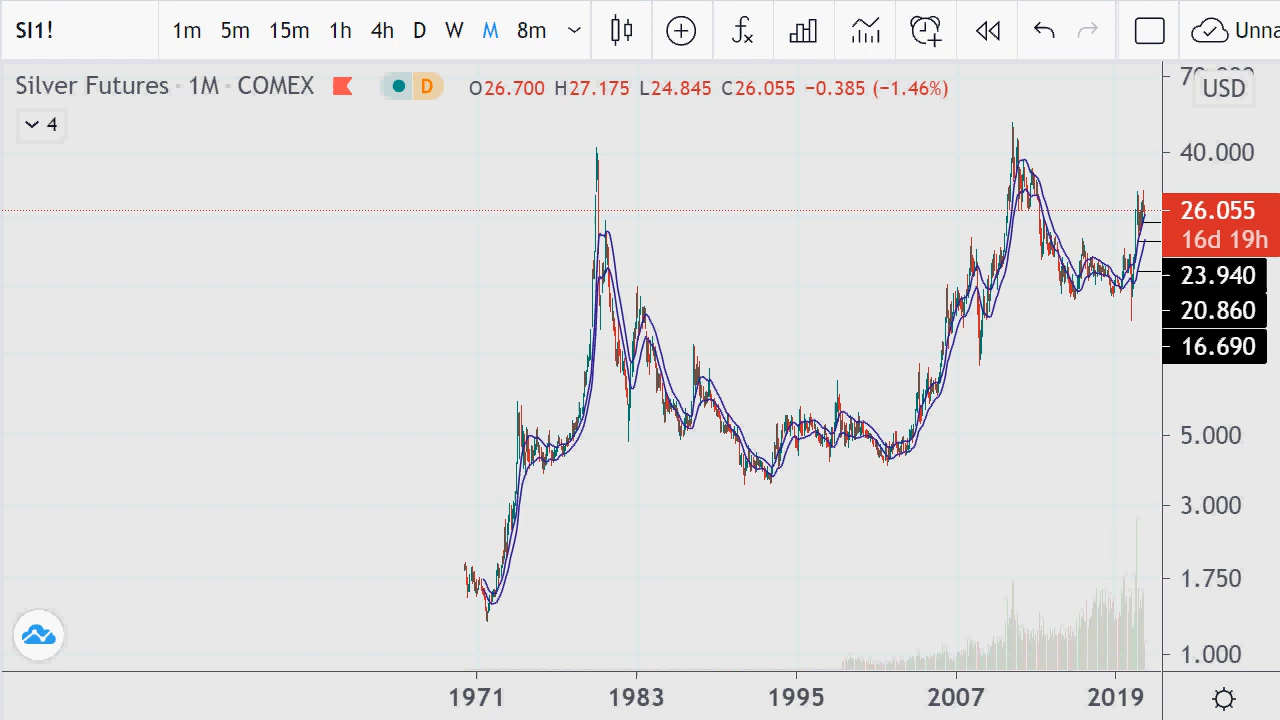 SI1! 1m 5m 15m 1h 4h D W M 8m fx Unna
Silver Futures · 1M · COMEX D O26.700 H27.175 L24.845 C26.055 −0.385 (−1.46%)
USD
4
40.000
26.055
16d 19h
23.940
20.860
16.690
5.000
3.000
1.750
1.000
1971 1983 1995 2007 2019